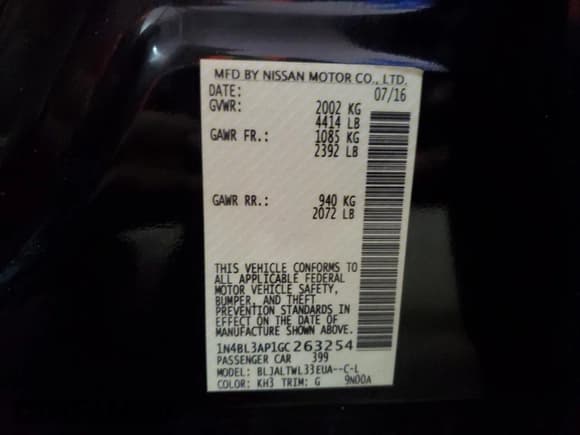 MFD BY NISSAN MOTOR CO., LTD.
DATE: 07/16
GVWR: 2002 KG
4414 LB
GAWR FR.: 1085 KG
2392 LB
GAWR RR.: 940 KG
2072 LB
THIS VEHICLE CONFORMS TO
ALL APPLICABLE FEDERAL
MOTOR VEHICLE SAFETY,
BUMPER, AND THEFT
PREVENTION STANDARDS IN
EFFECT ON THE DATE OF
MANUFACTURE SHOWN ABOVE.
1N4BL3AP1GC263254
PASSENGER CAR 399
MODEL: BLJALTWL33EUA--C-L
COLOR: KH3 TRIM: G 9N00A